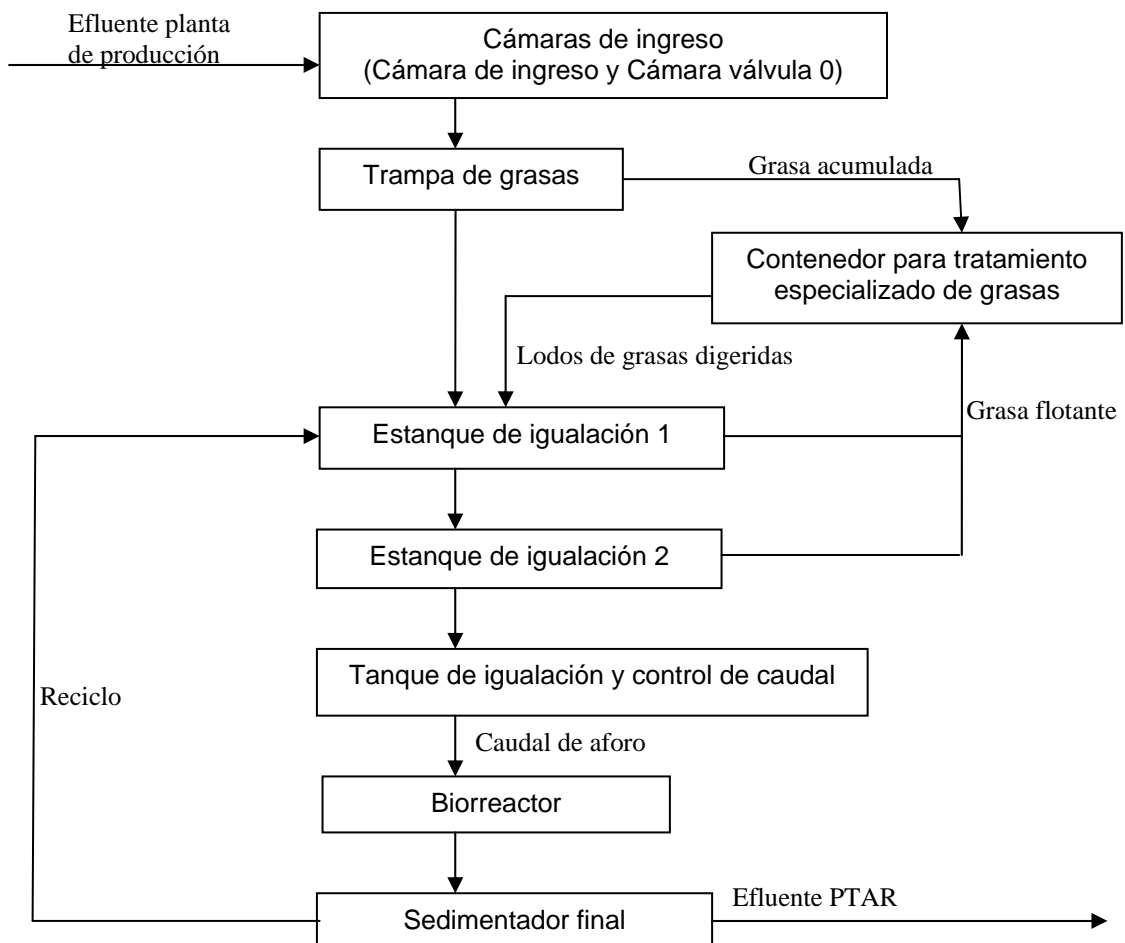 Efluente planta
de producción
Cámaras de ingreso
(Cámara de ingreso y Cámara válvula 0)
Trampa de grasas
Grasa acumulada
Contenedor para tratamiento
especializado de grasas
Lodos de grasas digeridas
Grasa flotante
Estanque de igualación 1
Estanque de igualación 2
Tanque de igualación y control de caudal
Reciclo
Caudal de aforo
Biorreactor
Efluente PTAR
Sedimentador final